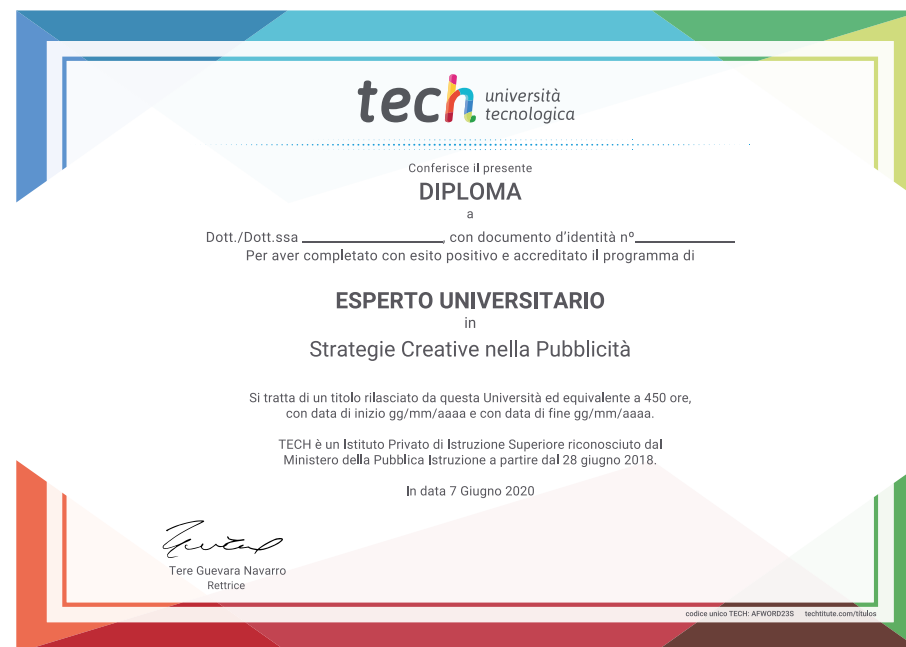 tech università
tecnologica
Conferisce il presente
DIPLOMA
a
Dott./Dott.ssa ____________________, con documento d'identità nº______________
Per aver completato con esito positivo e accreditato il programma di
ESPERTO UNIVERSITARIO
in
Strategie Creative nella Pubblicità
Si tratta di un titolo rilasciato da questa Università ed equivalente a 450 ore,
con data di inizio gg/mm/aaaa e con data di fine gg/mm/aaaa.
TECH è un Istituto Privato di Istruzione Superiore riconosciuto dal
Ministero della Pubblica Istruzione a partire dal 28 giugno 2018.
In data 7 Giugno 2020
Tere Guevara Navarro
Rettrice
codice unico TECH: AFWORD23S techtitute.com/titulos